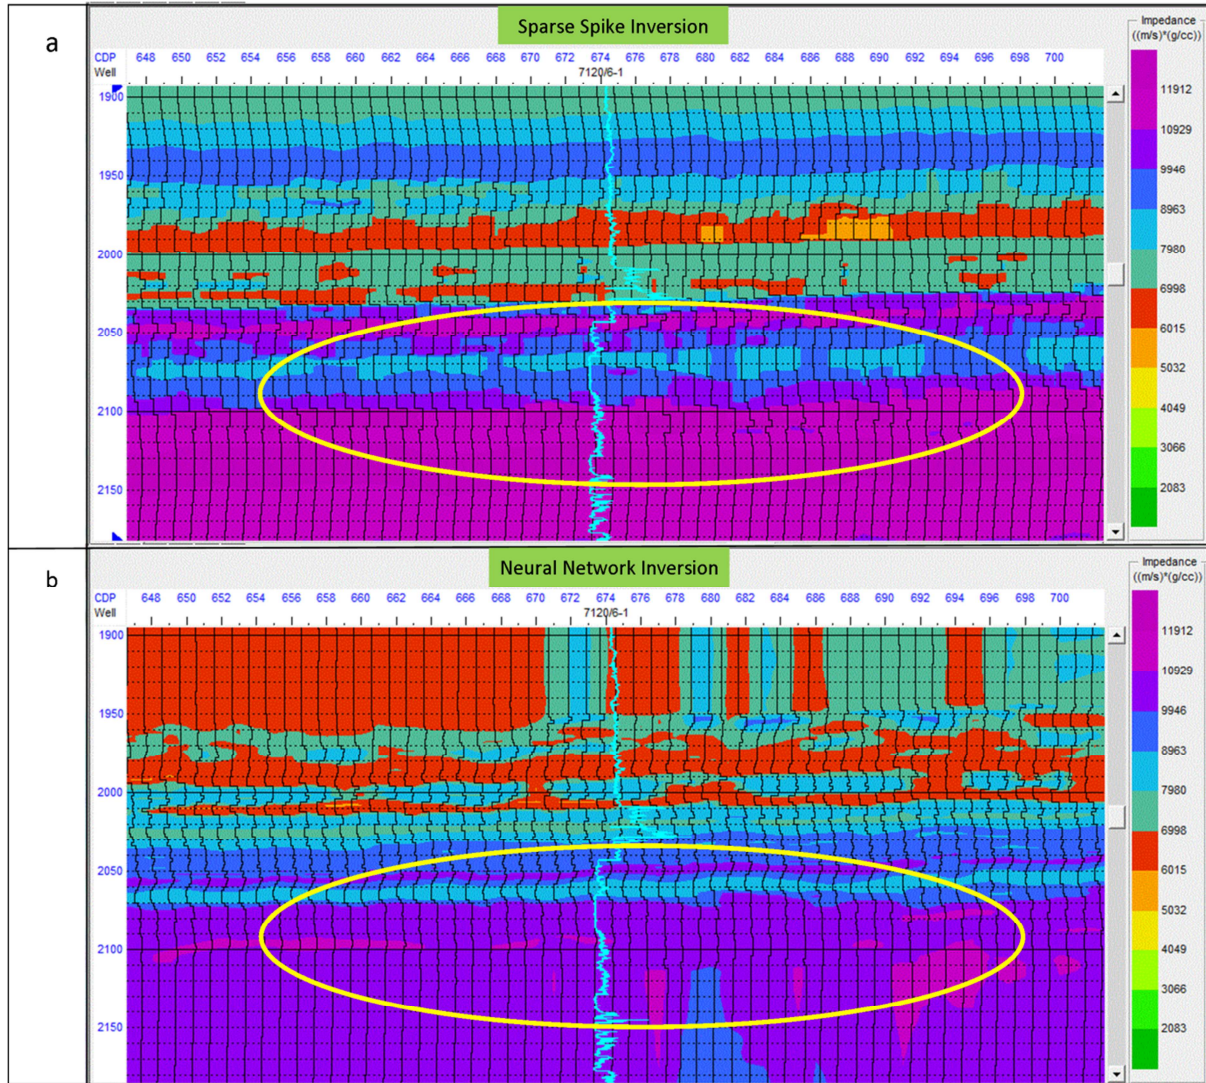 a
Sparse Spike Inversion
Impedance
((m/s)*(g/cc))
CDP 648 650 652 654 656 658 660 662 664 666 668 670 672 674 676 678 680 682 684 686 688 690 692 694 696 698 700 702
Well 7120/6-1
1900
1950
2000
2050
2100
2150
11912
10929
9946
8963
7980
6998
6015
5032
4049
3066
2083
b
Neural Network Inversion
Impedance
((m/s)*(g/cc))
CDP 648 650 652 654 656 658 660 662 664 666 668 670 672 674 676 678 680 682 684 686 688 690 692 694 696 698 700
Well 7120/6-1
1900
1950
2000
2050
2100
2150
11912
10929
9946
8963
7980
6998
6015
5032
4049
3066
2083